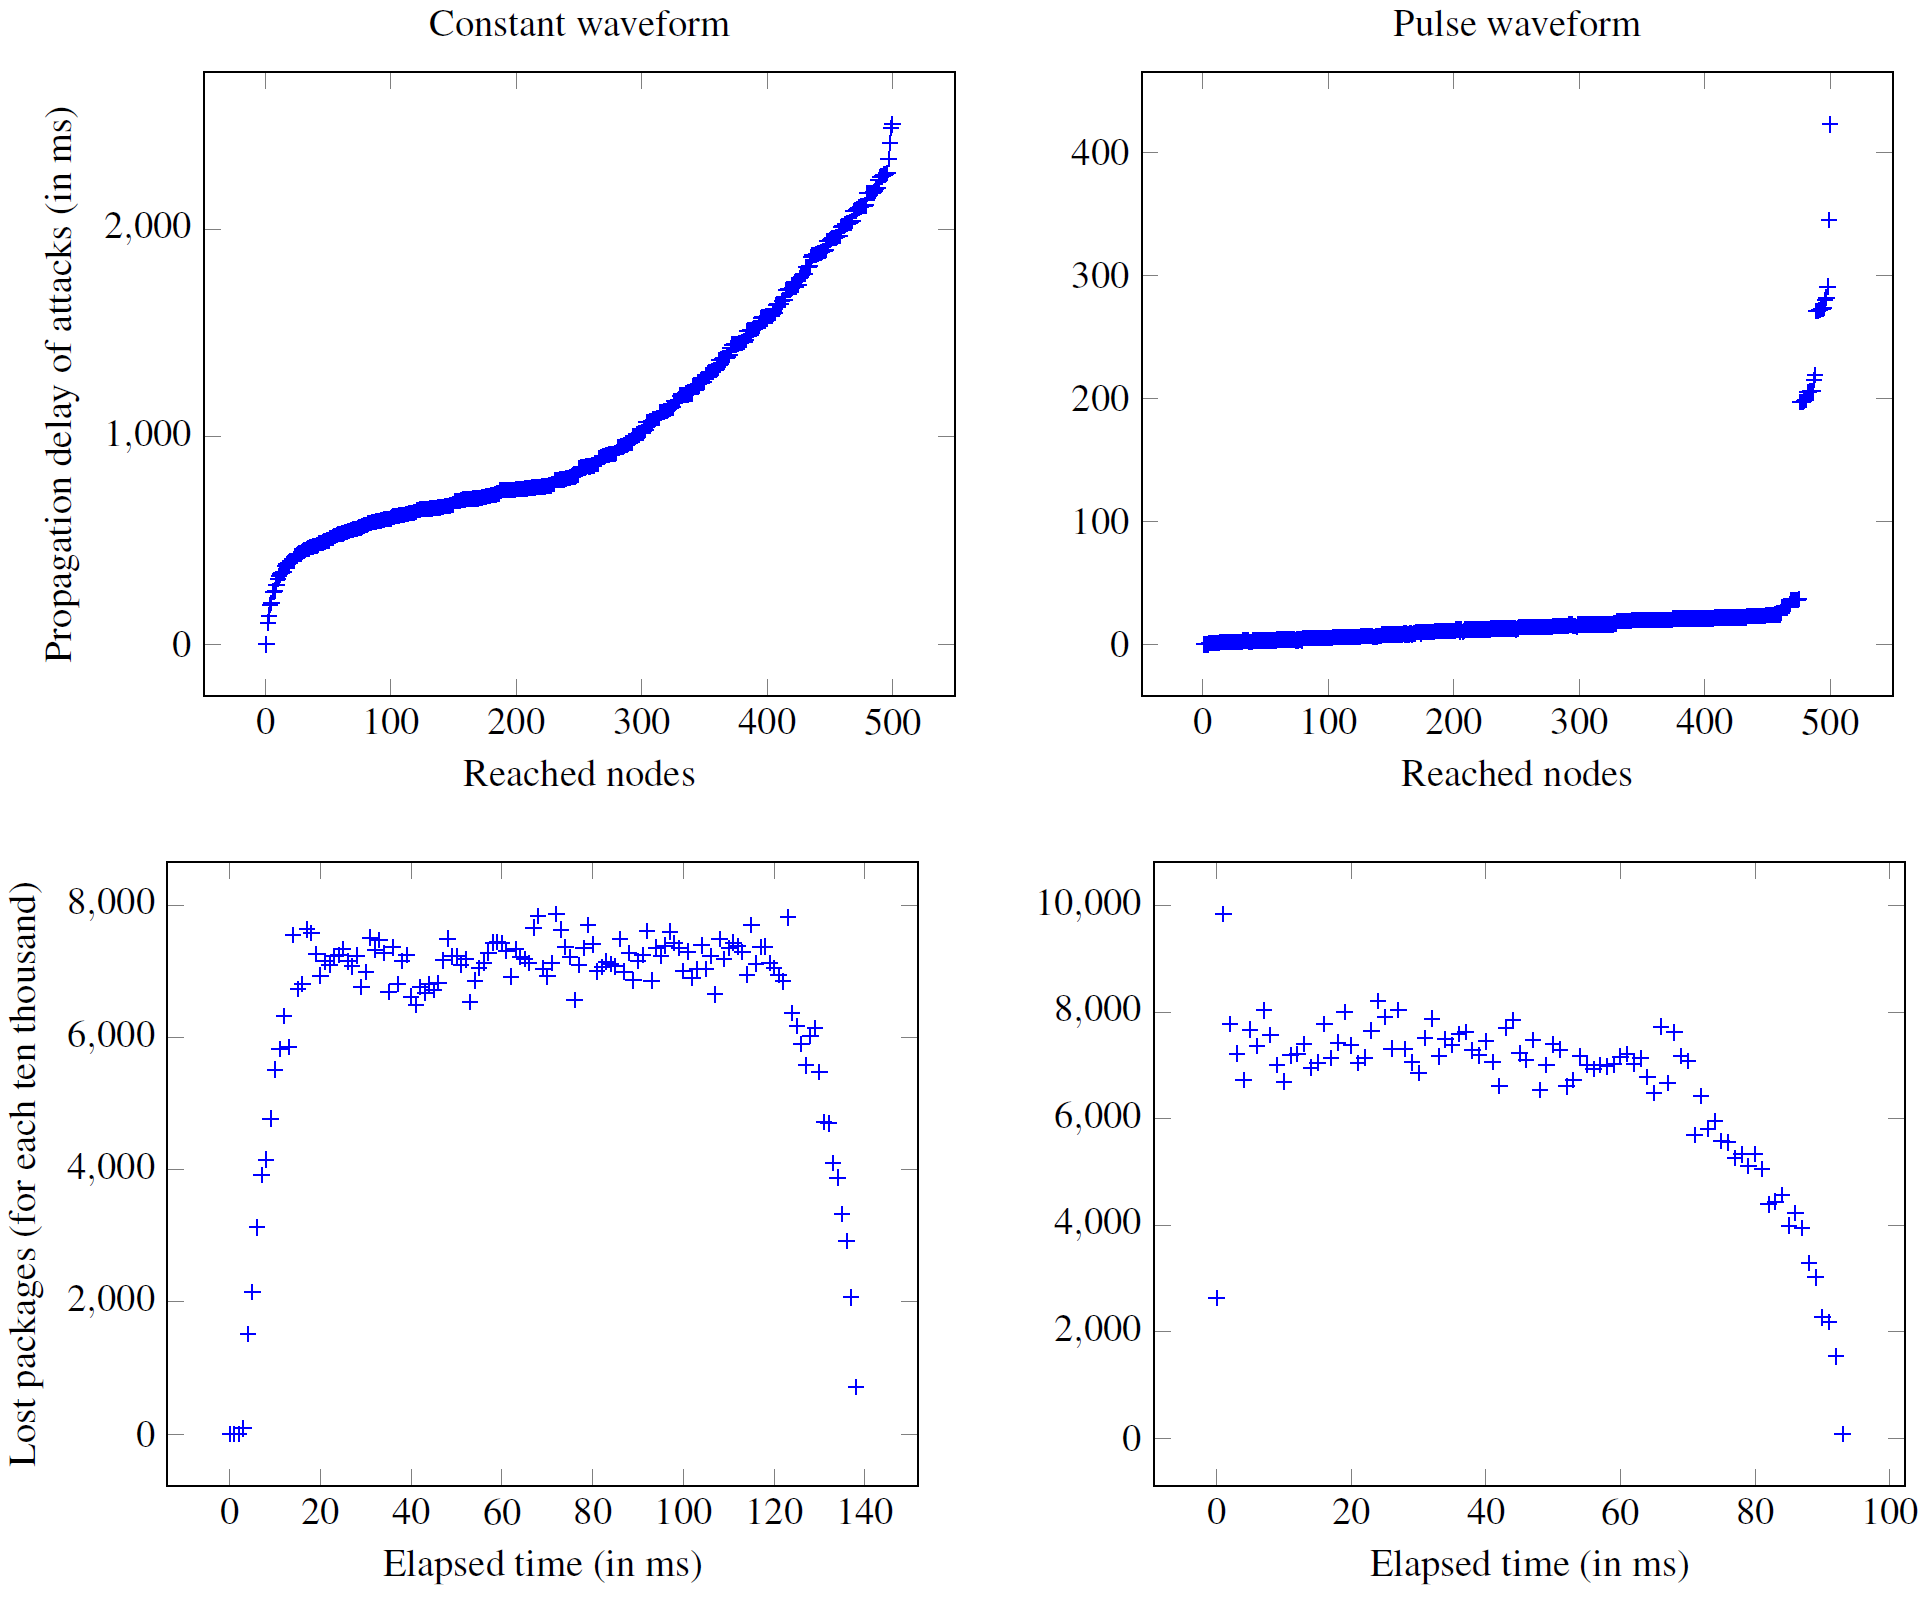 Constant waveform
Pulse waveform
Propagation delay of attacks (in ms)
2,000
1,000
0
0 100 200 300 400 500
Reached nodes
400
300
200
100
0
0 100 200 300 400 500
Reached nodes
Lost packages (for each ten thousand)
8,000
6,000
4,000
2,000
0
0 20 40 60 80 100 120 140
Elapsed time (in ms)
10,000
8,000
6,000
4,000
2,000
0
0 20 40 60 80 100
Elapsed time (in ms)